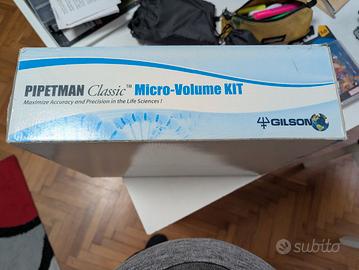 PIPETMAN Classic™ Micro-Volume KIT
Maximize Accuracy and Precision in the Life Sciences !
GILSON
subito